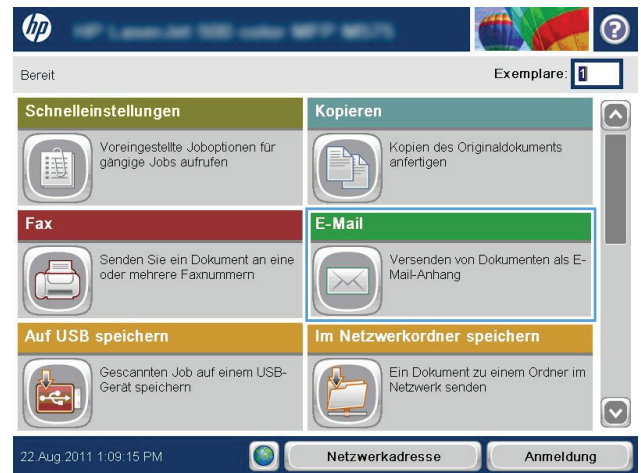 hp
Bereit
Exemplare: 1
Schnelleinstellungen
Voreingestellte Joboptionen für
gängige Jobs aufrufen
Kopieren
Kopien des Originaldokuments
anfertigen
Fax
Senden Sie ein Dokument an eine
oder mehrere Faxnummern
E-Mail
Versenden von Dokumenten als E-
Mail-Anhang
Auf USB speichern
Gescannten Job auf einem USB-
Gerät speichern
Im Netzwerkordner speichern
Ein Dokument zu einem Ordner im
Netzwerk senden
22.Aug.2011 1:09:15 PM
Netzwerkadresse
Anmeldung